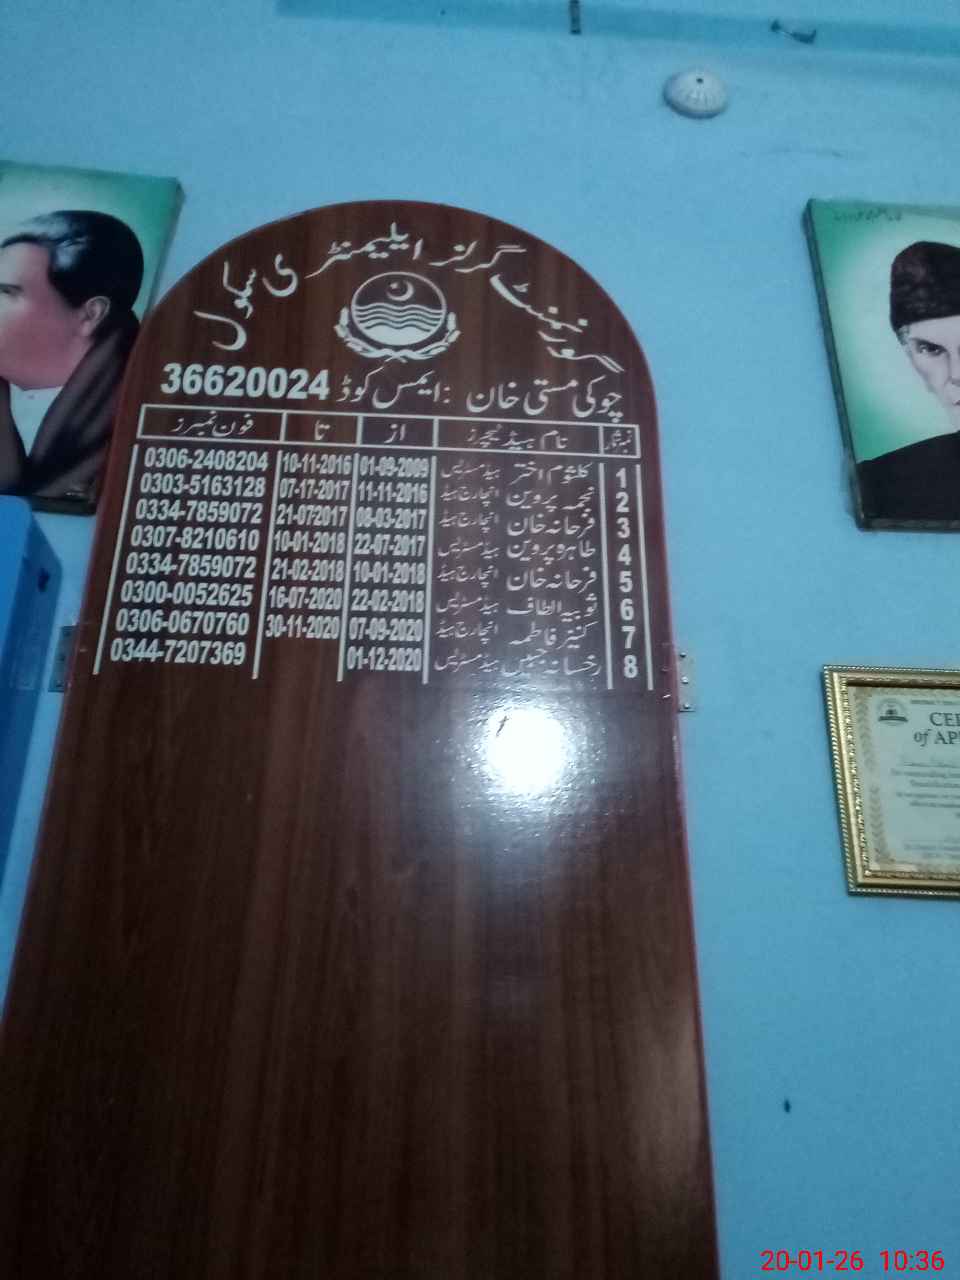 گورنمنٹ گرلز ایلیمنٹری سکول
چوکی مستی خان :ایمس کوڈ 36620024
نمبر شمار نام ہیڈ ٹیچرز از تا فون نمبرز
1 کلثوم اختر ہیڈ مسٹریس 01-09-2009 10-11-2016 0306-2408204
2 نجمہ پروین انچارج ہیڈ 11-11-2016 07-17-2017 0303-5163128
3 فرحانہ خان انچارج ہیڈ 08-03-2017 21-07-2017 0334-7859072
4 طاہرہ پروین ہیڈ مسٹریس 22-07-2017 10-01-2018 0307-8210610
5 فرحانہ خان انچارج ہیڈ 10-01-2018 21-02-2018 0334-7859072
6 ثوبیہ الطاف ہیڈ مسٹریس 22-02-2018 16-07-2020 0300-0052625
7 کنیز فاطمہ انچارج ہیڈ 07-09-2020 30-11-2020 0306-0670760
8 رخسانہ جبیں ہیڈ مسٹریس 01-12-2020 0344-7207369
CE
of AP
20-01-26 10:36